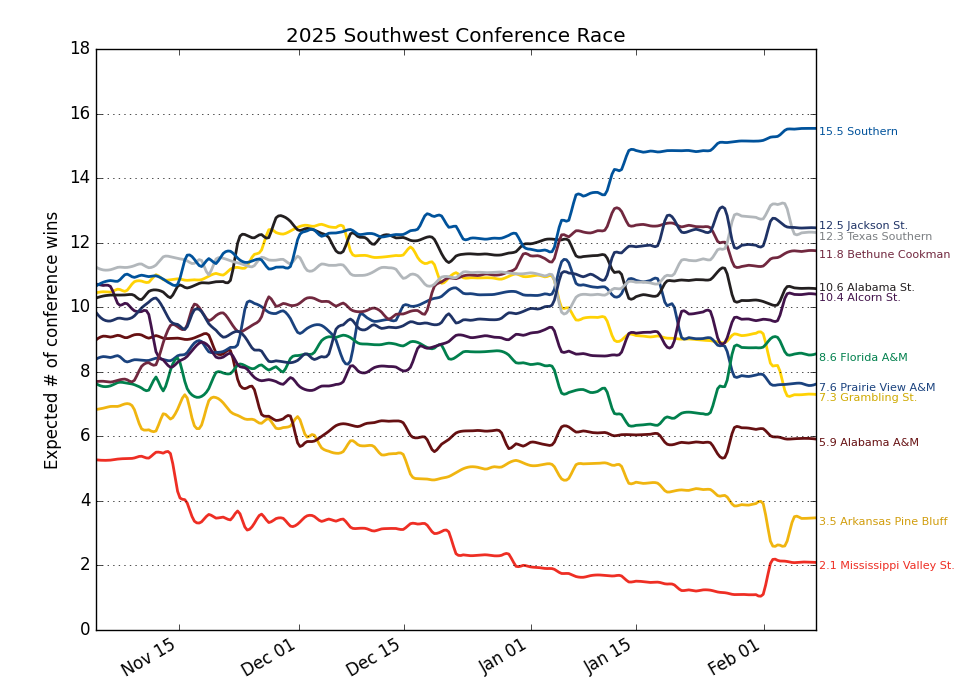 2025 Southwest Conference Race
Expected # of conference wins
18
16
14
12
10
8
6
4
2
0
Nov 15
Dec 01
Dec 15
Jan 01
Jan 15
Feb 01
15.5 Southern
12.5 Jackson St.
12.3 Texas Southern
11.8 Bethune Cookman
10.6 Alabama St.
10.4 Alcorn St.
8.6 Florida A&M
7.6 Prairie View A&M
7.3 Grambling St.
5.9 Alabama A&M
3.5 Arkansas Pine Bluff
2.1 Mississippi Valley St.